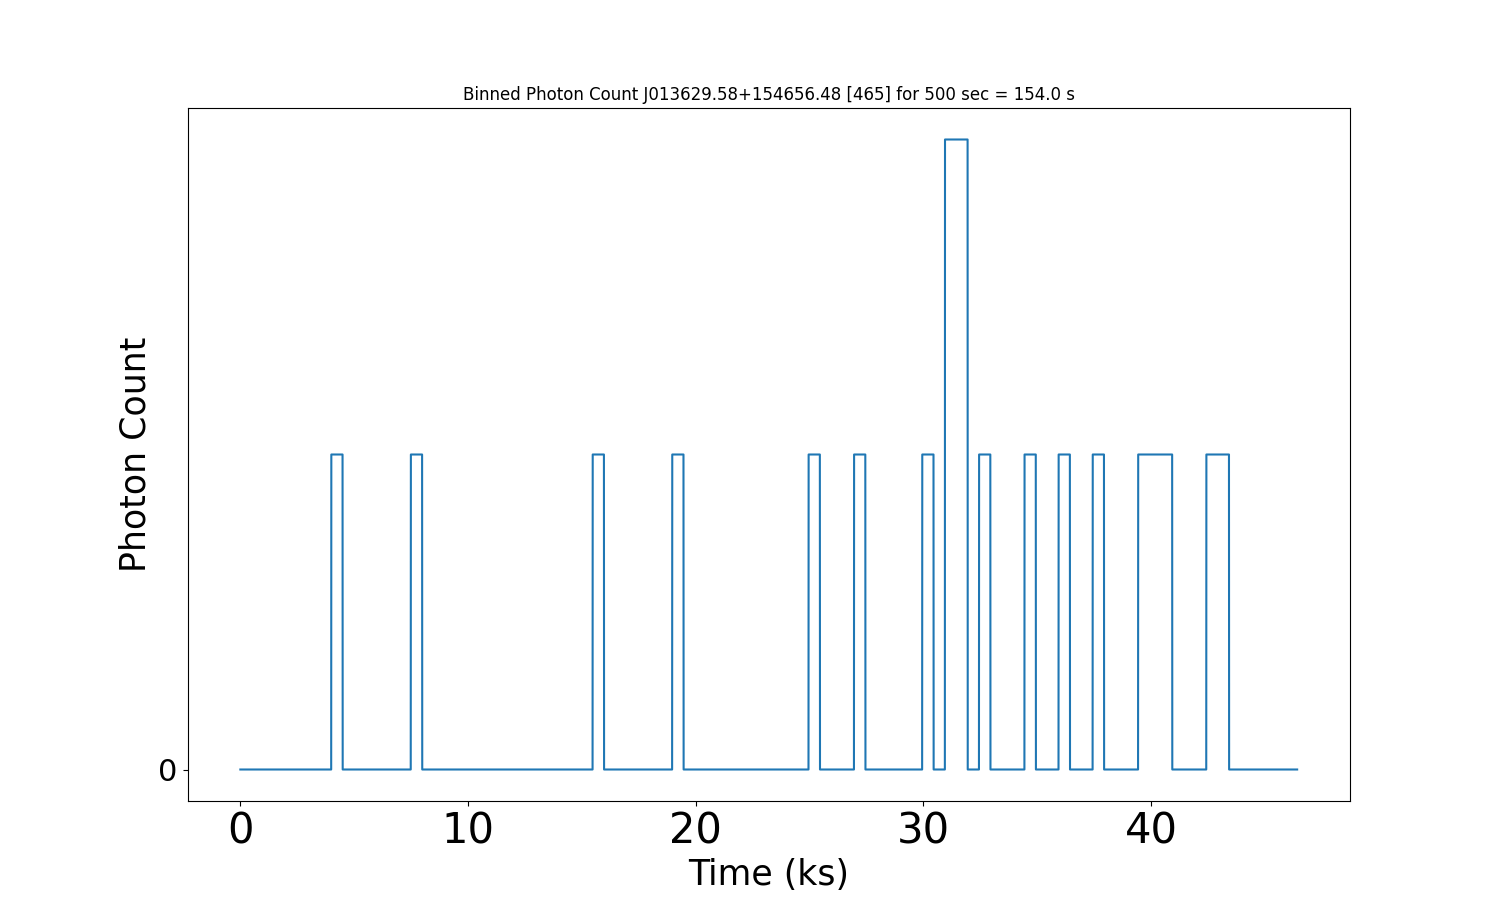 Binned Photon Count J013629.58+154656.48 [465] for 500 sec = 154.0 s
Photon Count
0
0 10 20 30 40
Time (ks)